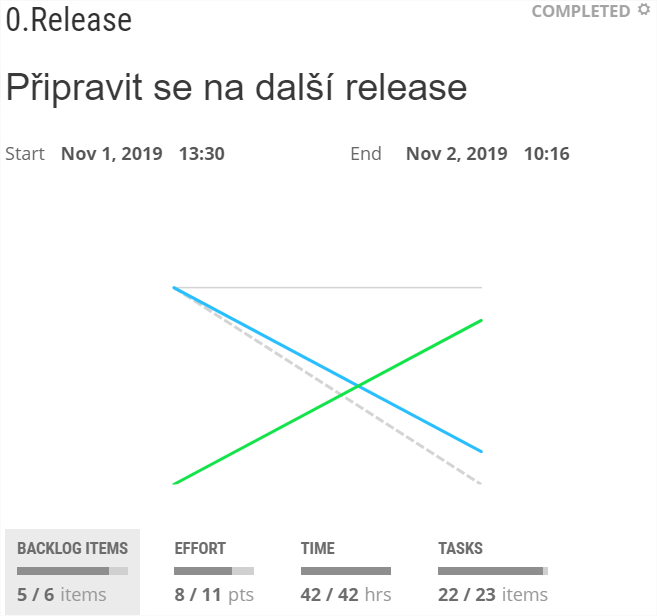 0.Release
COMPLETED
Připravit se na další release
Start Nov 1, 2019 13:30 End Nov 2, 2019 10:16
BACKLOG ITEMS EFFORT TIME TASKS
5 / 6 items 8 / 11 pts 42 / 42 hrs 22 / 23 items